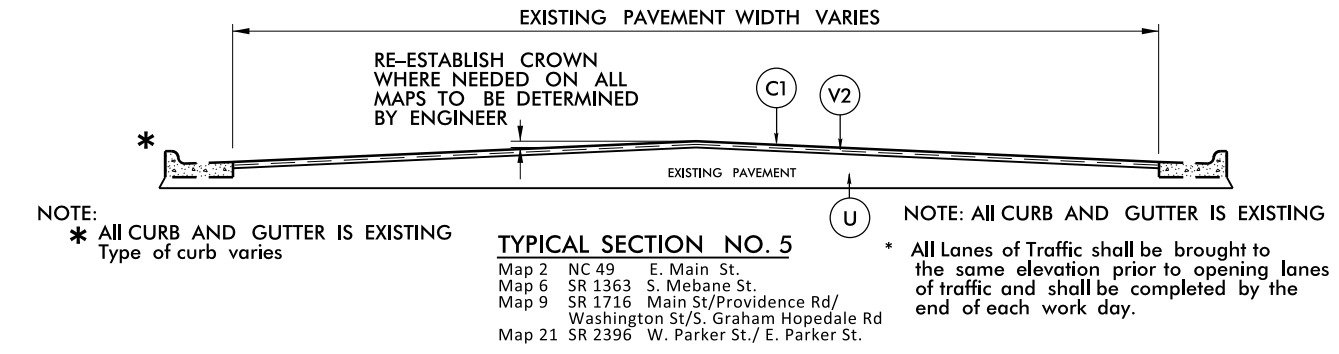 EXISTING PAVEMENT WIDTH VARIES
RE-ESTABLISH CROWN
WHERE NEEDED ON ALL
MAPS TO BE DETERMINED
BY ENGINEER
C1
V2
*
EXISTING PAVEMENT
U
NOTE:
* All CURB AND GUTTER IS EXISTING
Type of curb varies
TYPICAL SECTION NO. 5
Map 2 NC 49 E. Main St.
Map 6 SR 1363 S. Mebane St.
Map 9 SR 1716 Main St/Providence Rd/
Washington St/S. Graham Hopedale Rd
Map 21 SR 2396 W. Parker St./ E. Parker St.
NOTE: All CURB AND GUTTER IS EXISTING
* All Lanes of Traffic shall be brought to
the same elevation prior to opening lanes
of traffic and shall be completed by the
end of each work day.